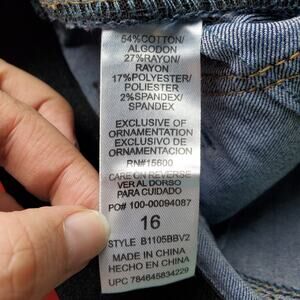 54%COTTON/
ALGODON
27%RAYON/
RAYON
17%POLYESTER/
POLIESTER
2%SPANDEX/
SPANDEX
EXCLUSIVE OF
ORNAMENTATION
EXCLUSIVO DE
ORNAMENTACION
RN#15600
CARE ON REVERSE
VER AL DORSO
PARA CUIDADO
PO# 100-00094087
16
STYLE B1105BBV2
MADE IN CHINA
HECHO EN CHINA
UPC 784645834229